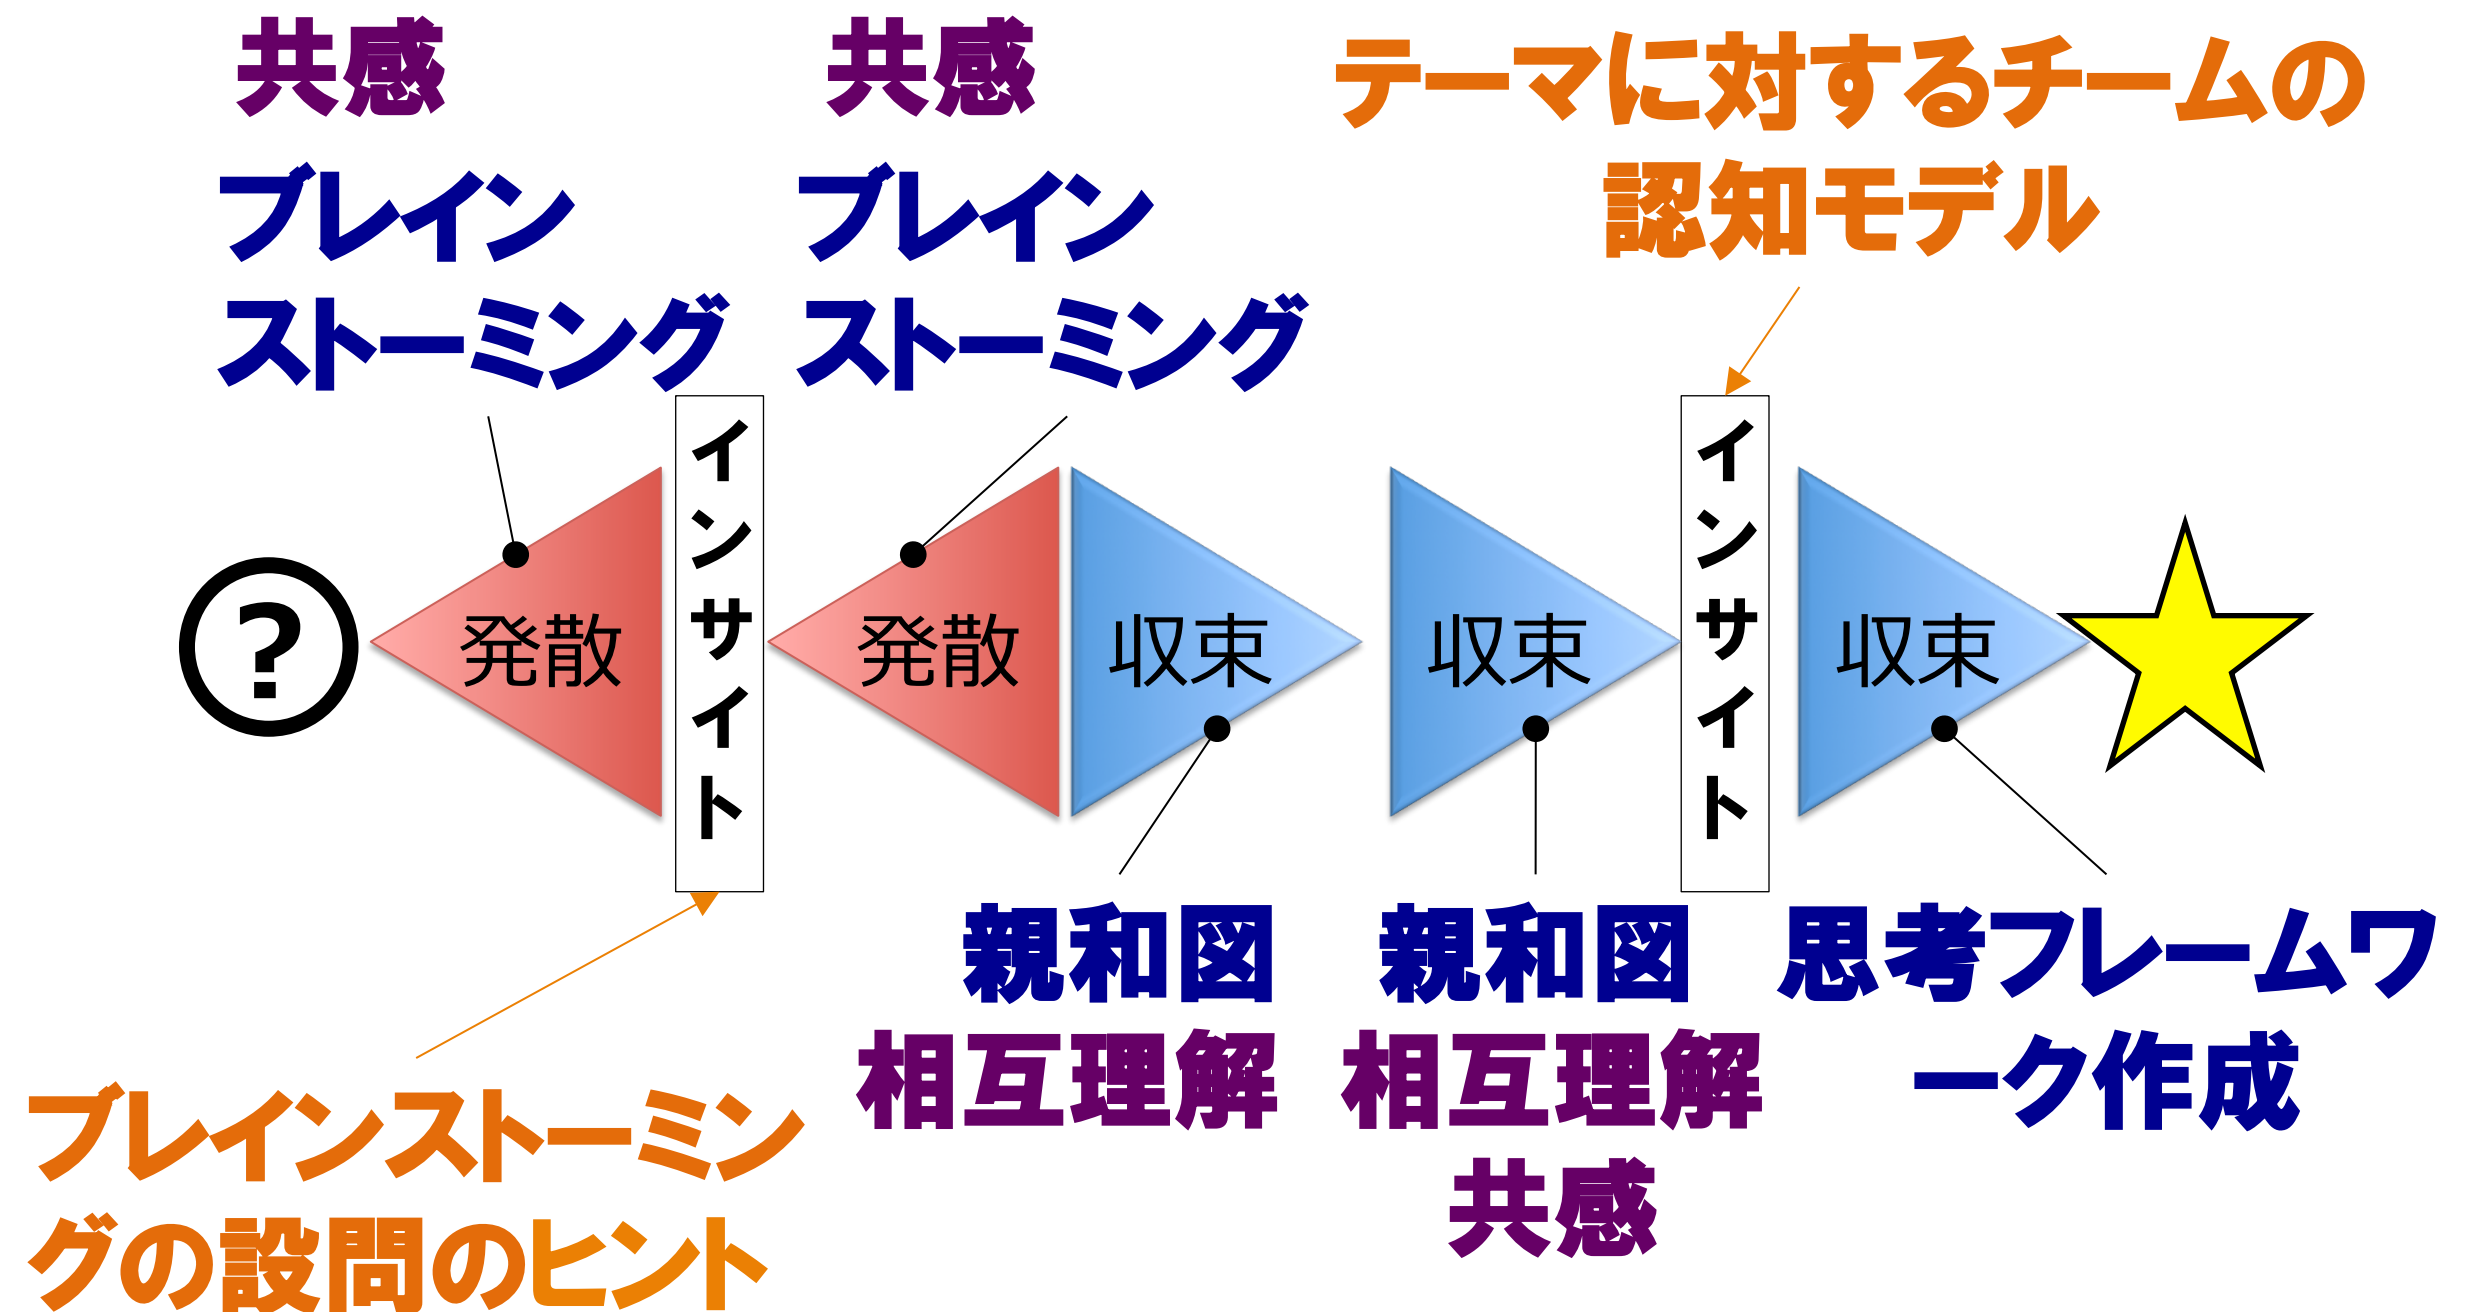 共感
ブレイン
ストーミング
共感
ブレイン
ストーミング
テーマに対するチームの
認知モデル
?
発散
インサイト
発散
収束
収束
インサイト
収束
親和図
相互理解
親和図
相互理解
共感
思考フレームワ
ーク作成
ブレインストーミン
グの設問のヒント